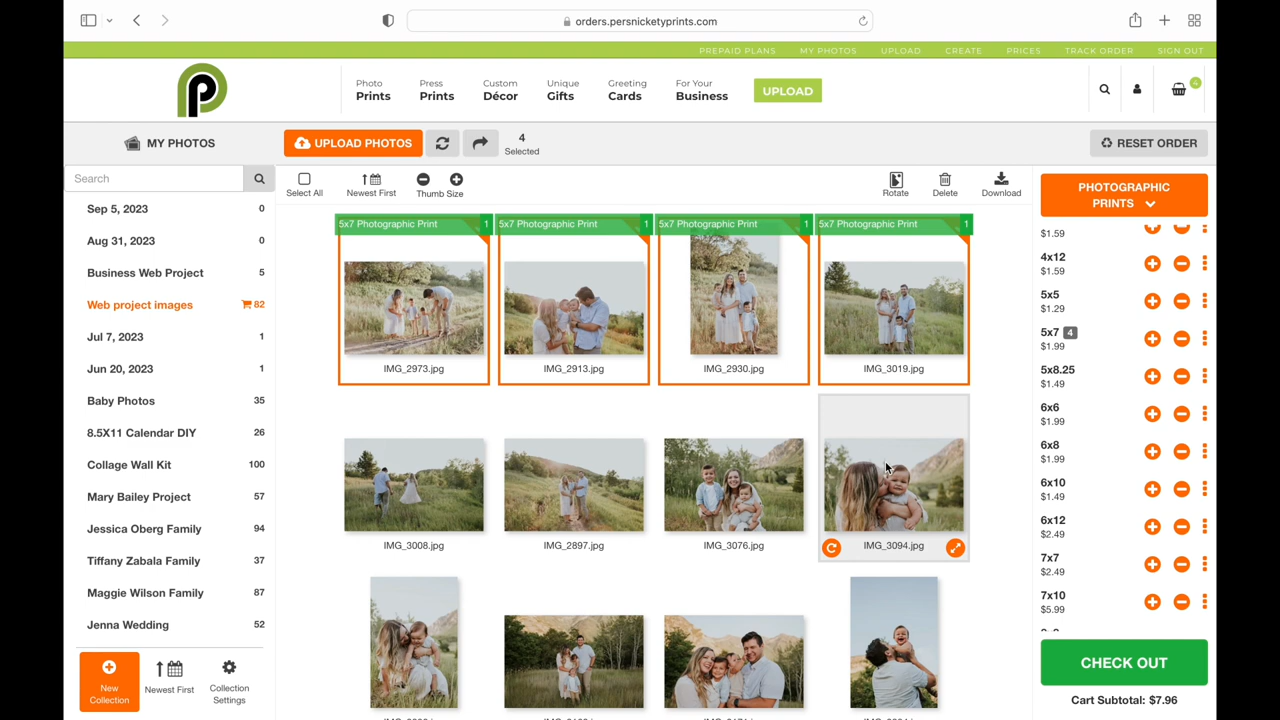 orders.persnicketyprints.com
PREPAID PLANS MY PHOTOS UPLOAD CREATE PRICES TRACK ORDER SIGN OUT
Photo Prints
Press Prints
Custom Décor
Unique Gifts
Greeting Cards
For Your Business
UPLOAD
4
MY PHOTOS
UPLOAD PHOTOS
4
Selected
RESET ORDER
Search
Select All
Newest First
Thumb Size
Rotate
Delete
Download
PHOTOGRAPHIC
PRINTS
Sep 5, 2023 0
Aug 31, 2023 0
Business Web Project 5
Web project images 82
Jul 7, 2023 1
Jun 20, 2023 1
Baby Photos 35
8.5X11 Calendar DIY 26
Collage Wall Kit 100
Mary Bailey Project 57
Jessica Oberg Family 94
Tiffany Zabala Family 37
Maggie Wilson Family 87
Jenna Wedding 52
New
Collection
Newest First
Collection
Settings
5x7 Photographic Print 1
5x7 Photographic Print 1
5x7 Photographic Print 1
5x7 Photographic Print 1
IMG_2973.jpg
IMG_2913.jpg
IMG_2930.jpg
IMG_3019.jpg
IMG_3008.jpg
IMG_2897.jpg
IMG_3076.jpg
IMG_3094.jpg
$1.59
4x12
$1.59
5x5
$1.29
5x7 4
$1.99
5x8.25
$1.49
6x6
$1.99
6x8
$1.99
6x10
$1.49
6x12
$2.49
7x7
$2.49
7x10
$5.99
CHECK OUT
Cart Subtotal: $7.96